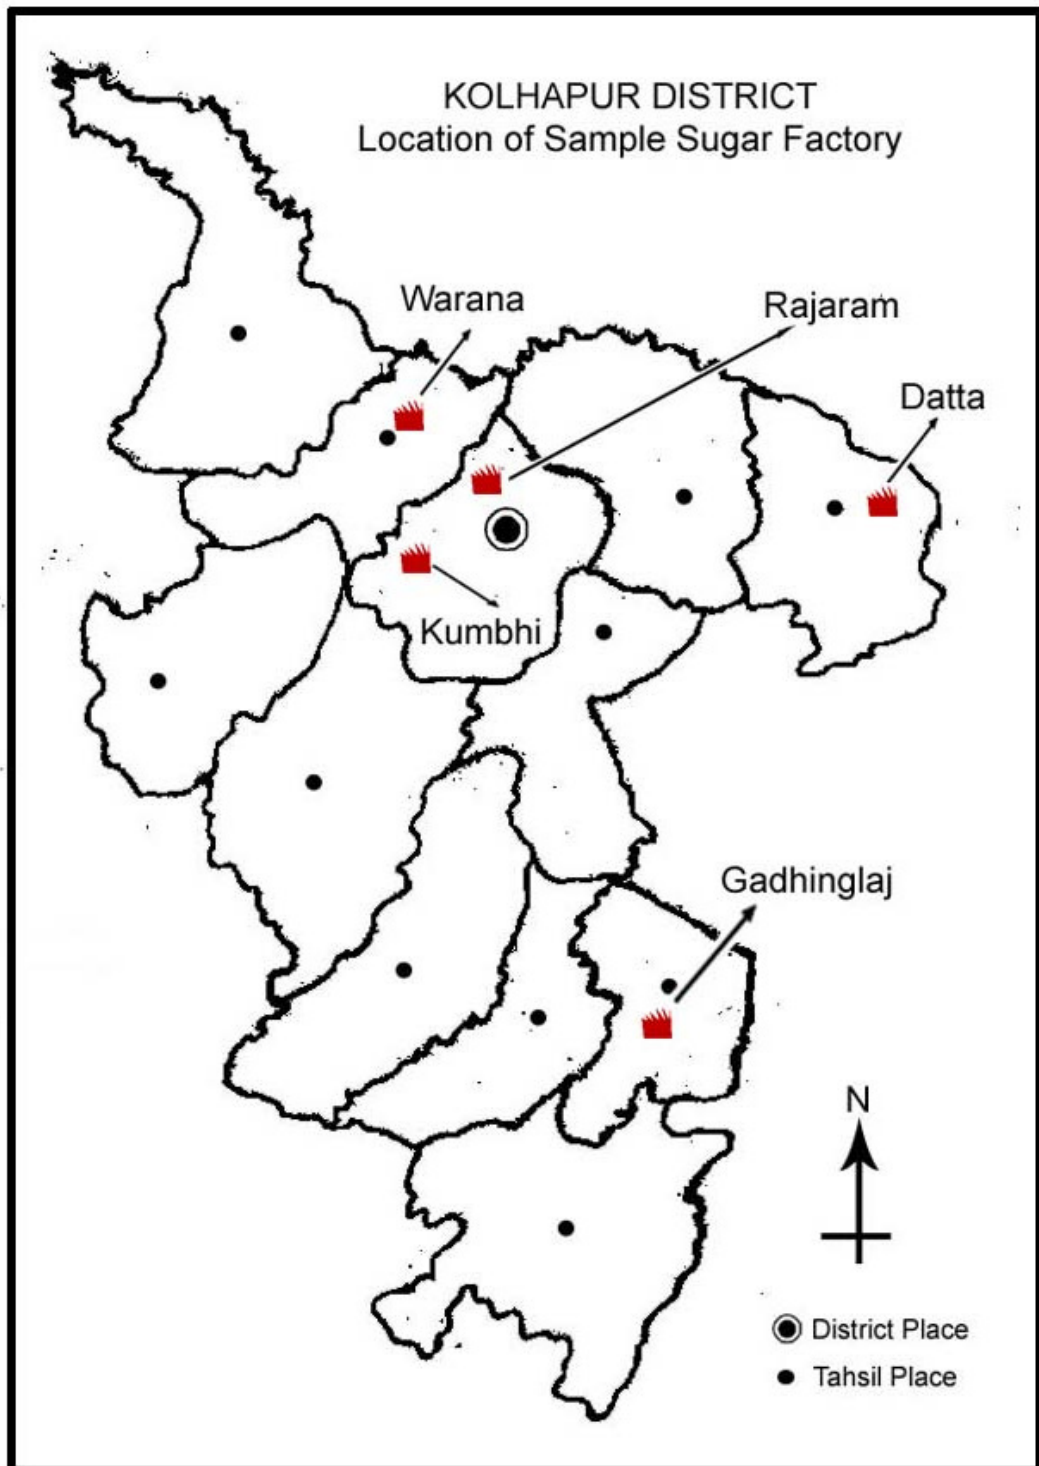 KOLHAPUR DISTRICT
Location of Sample Sugar Factory
Warana
Rajaram
Datta
Kumbhi
Gadhinglaj
N
District Place
Tahsil Place